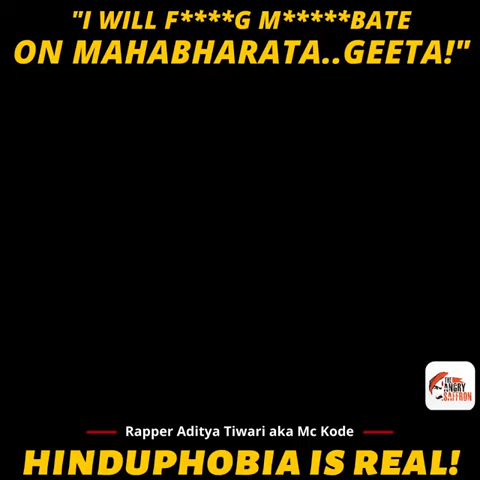 "I WILL F****G M*****BATE
ON MAHABHARATA..GEETA!"
THE
ANGRY
SAFFRON
Rapper Aditya Tiwari aka Mc Kode
HINDUPHOBIA IS REAL!